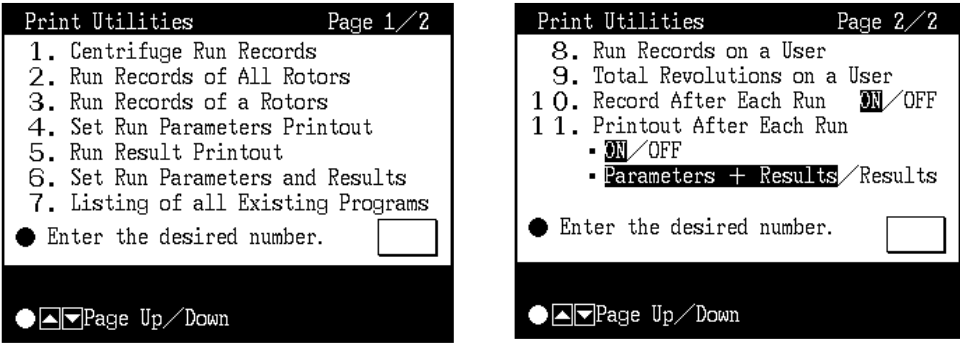 Print Utilities Page 1/2
1. Centrifuge Run Records
2. Run Records of All Rotors
3. Run Records of a Rotors
4. Set Run Parameters Printout
5. Run Result Printout
6. Set Run Parameters and Results
7. Listing of all Existing Programs
● Enter the desired number.
●▲▼Page Up/Down
Print Utilities Page 2/2
8. Run Records on a User
9. Total Revolutions on a User
10. Record After Each Run ON/OFF
11. Printout After Each Run
▪ ON/OFF
▪ Parameters + Results/Results
● Enter the desired number.
●▲▼Page Up/Down